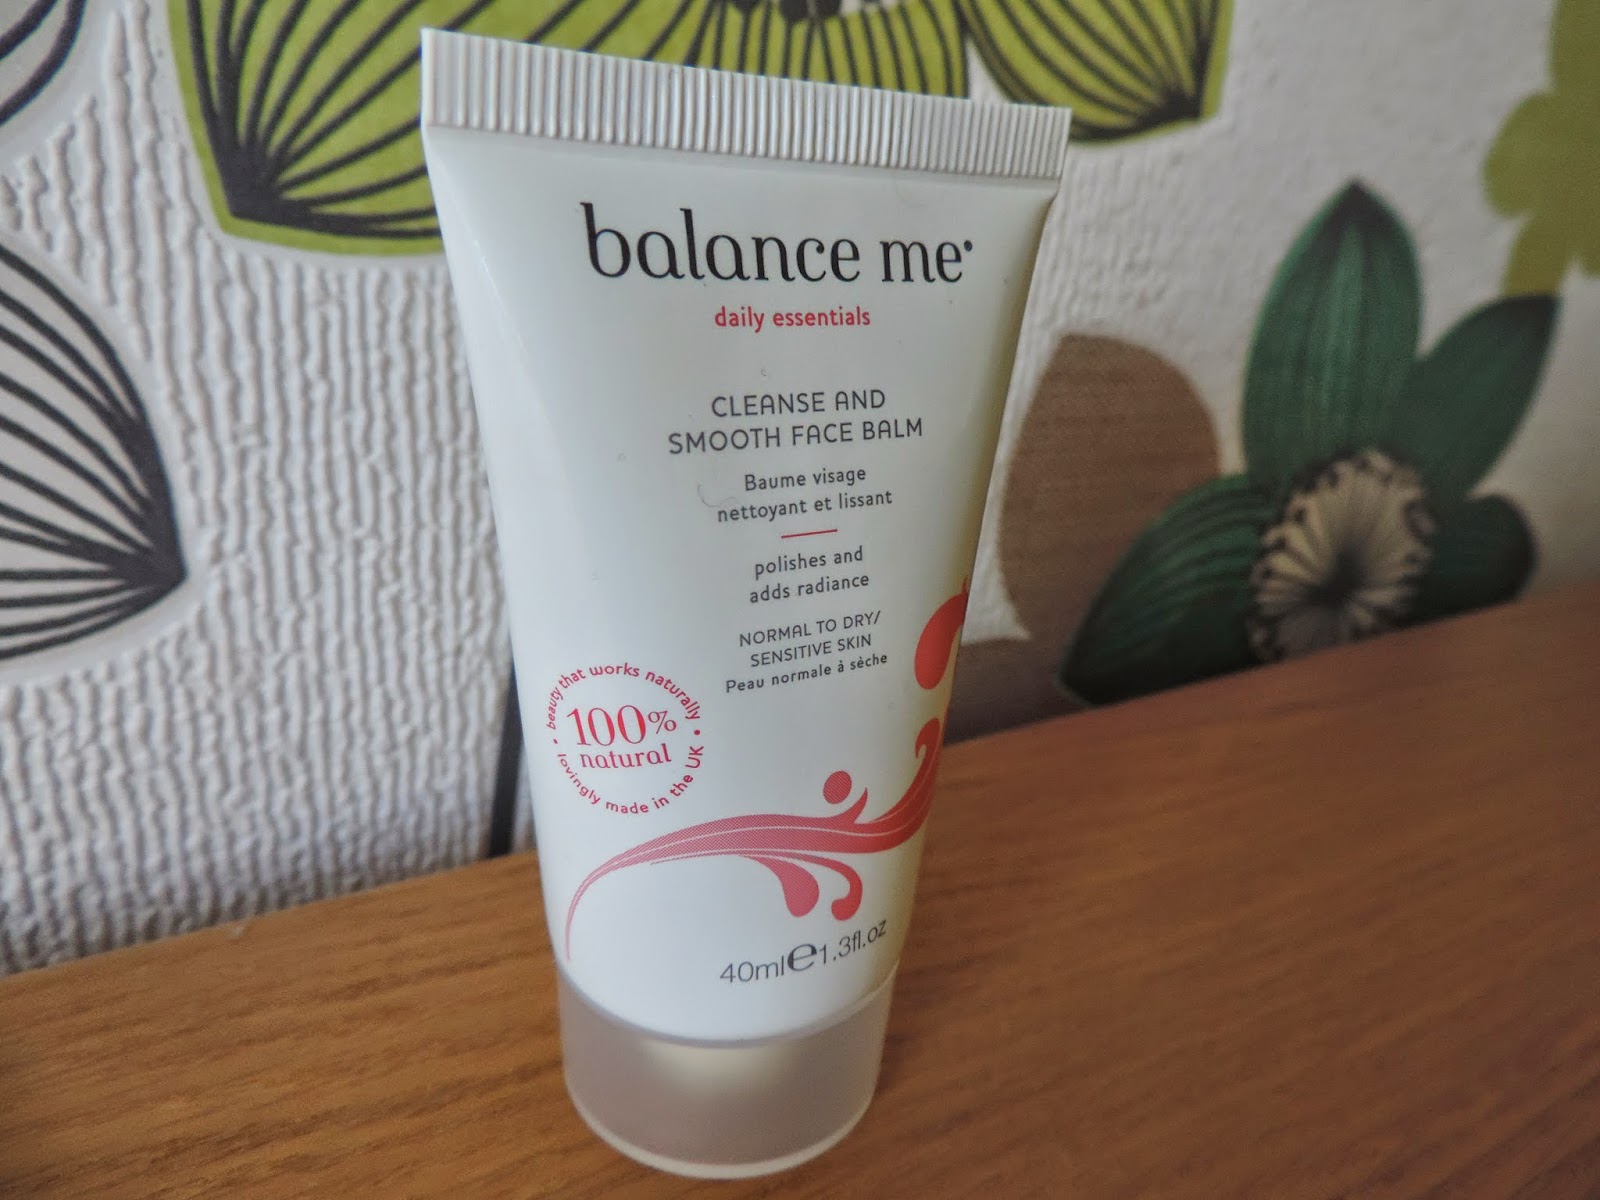 balance me
daily essentials
CLEANSE AND
SMOOTH FACE BALM
Baume visage
nettoyant et lissant
polishes and
adds radiance
NORMAL TO DRY/
SENSITIVE SKIN
Peau normale à sèche
• beauty that works naturally •
100%
natural
lovingly made in the UK
40ml℮1.3fl.oz